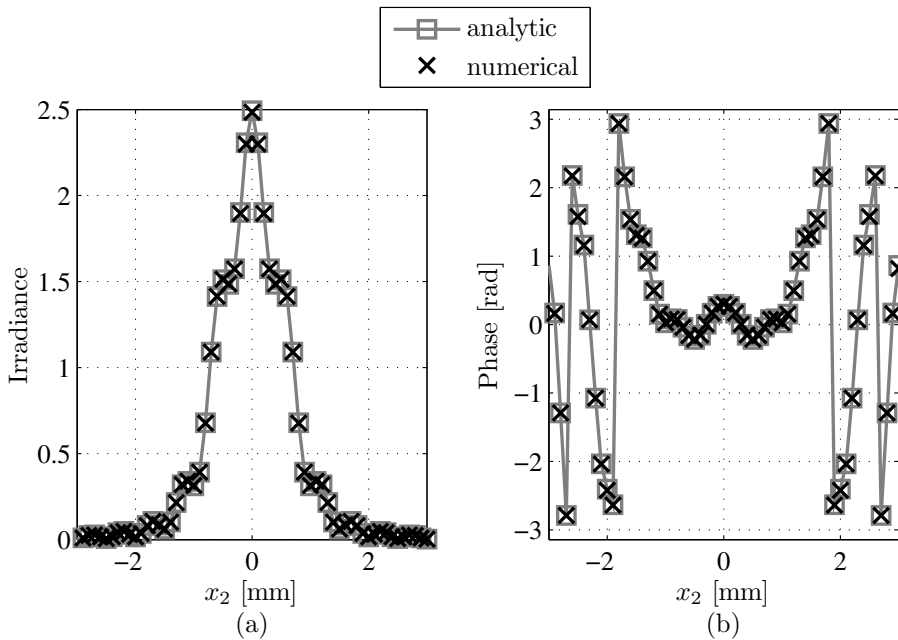 analytic
numerical
2.5
2
1.5
1
0.5
0
Irradiance
−2 0 2
x₂ [mm]
(a)
3
2
1
0
−1
−2
−3
Phase [rad]
−2 0 2
x₂ [mm]
(b)